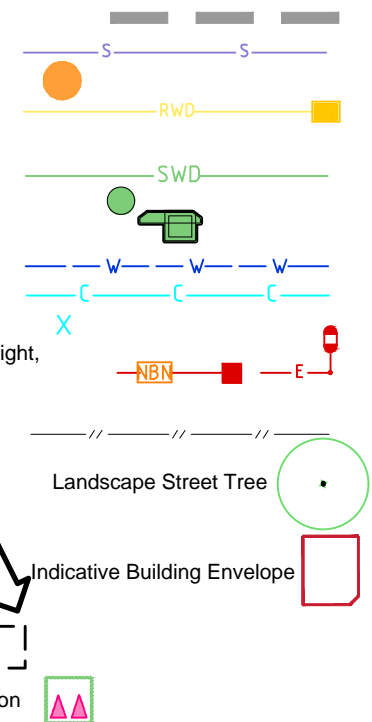 S S
RWD
SWD
W W W
C C C
X
ight,
NBN E
// // //
Landscape Street Tree
Indicative Building Envelope
on